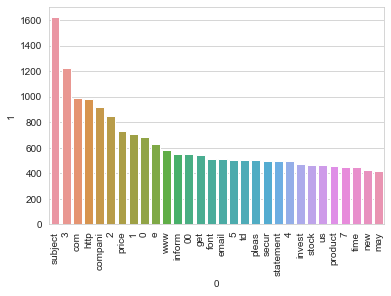 1600
1400
1200
1000
800
600
400
200
0
1
subject
3
com
http
compani
2
price
1
0
e
www
inform
00
get
font
email
5
td
pleas
secur
statement
4
invest
stock
us
product
7
time
new
may
0